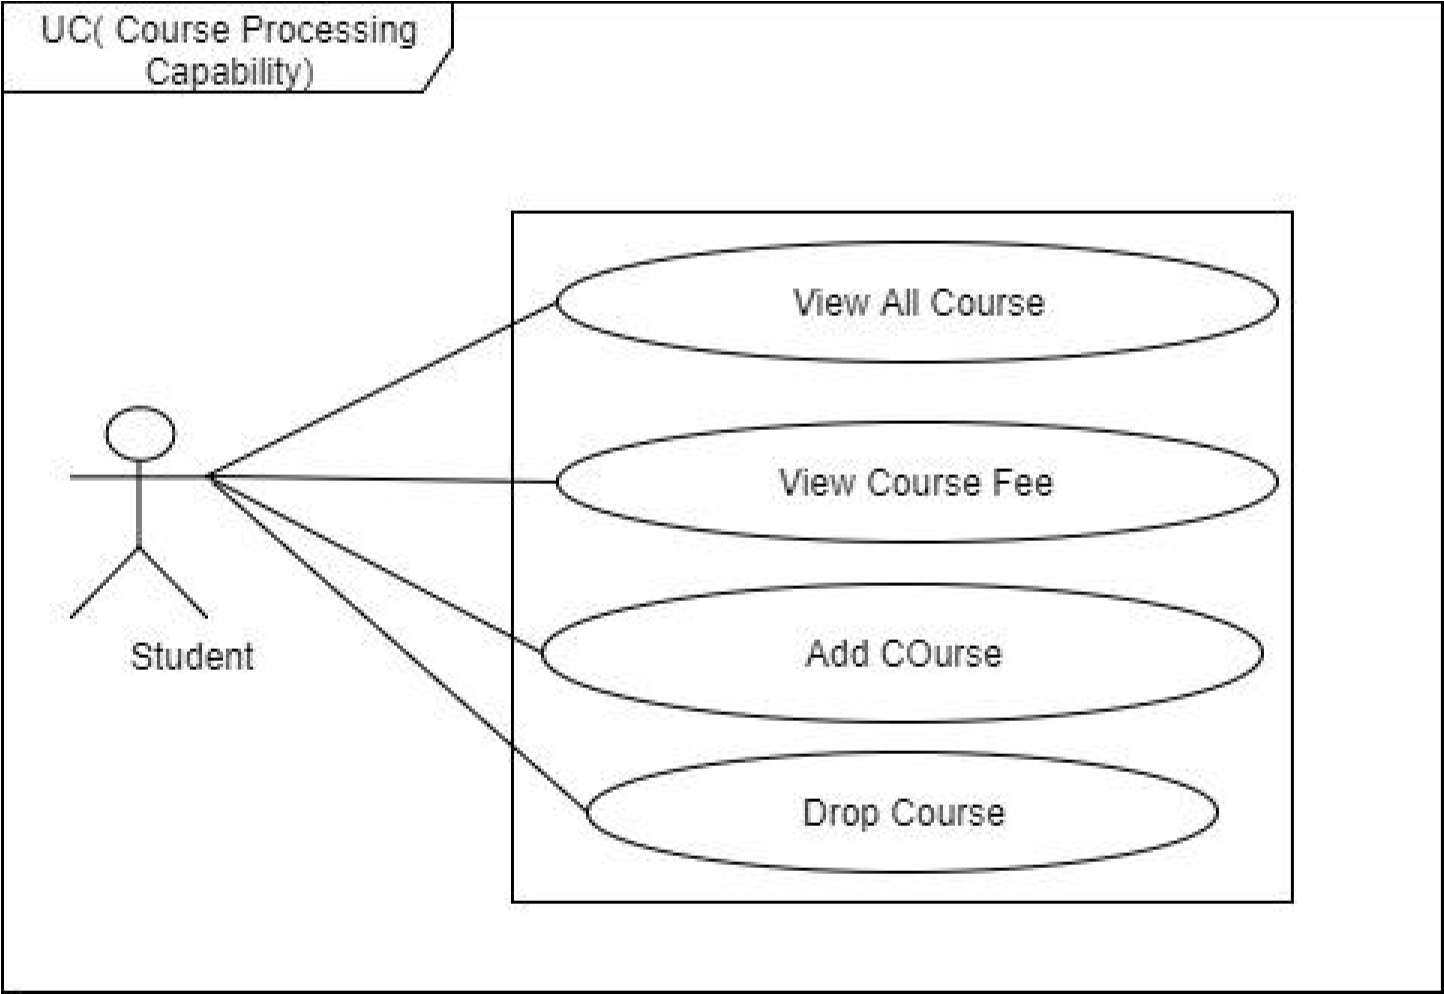 UC( Course Processing
Capability)
View All Course
View Course Fee
Add COurse
Drop Course
Student